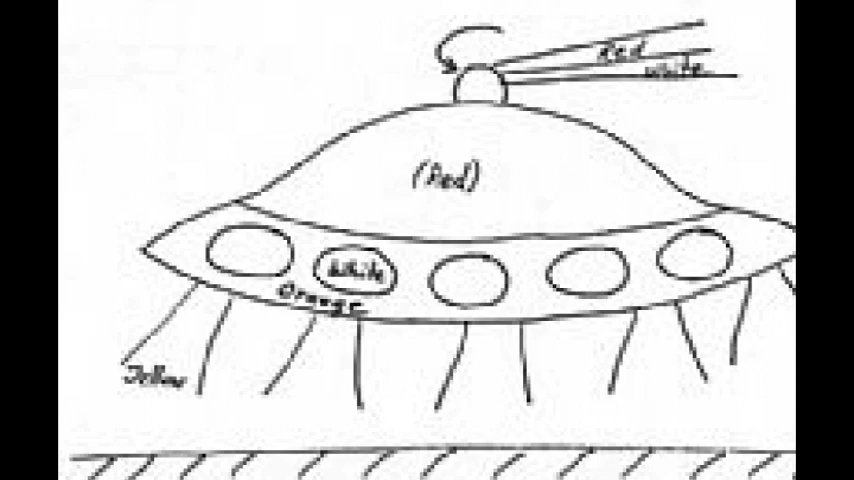 Red
White
(Red)
White
Orange
Yellow